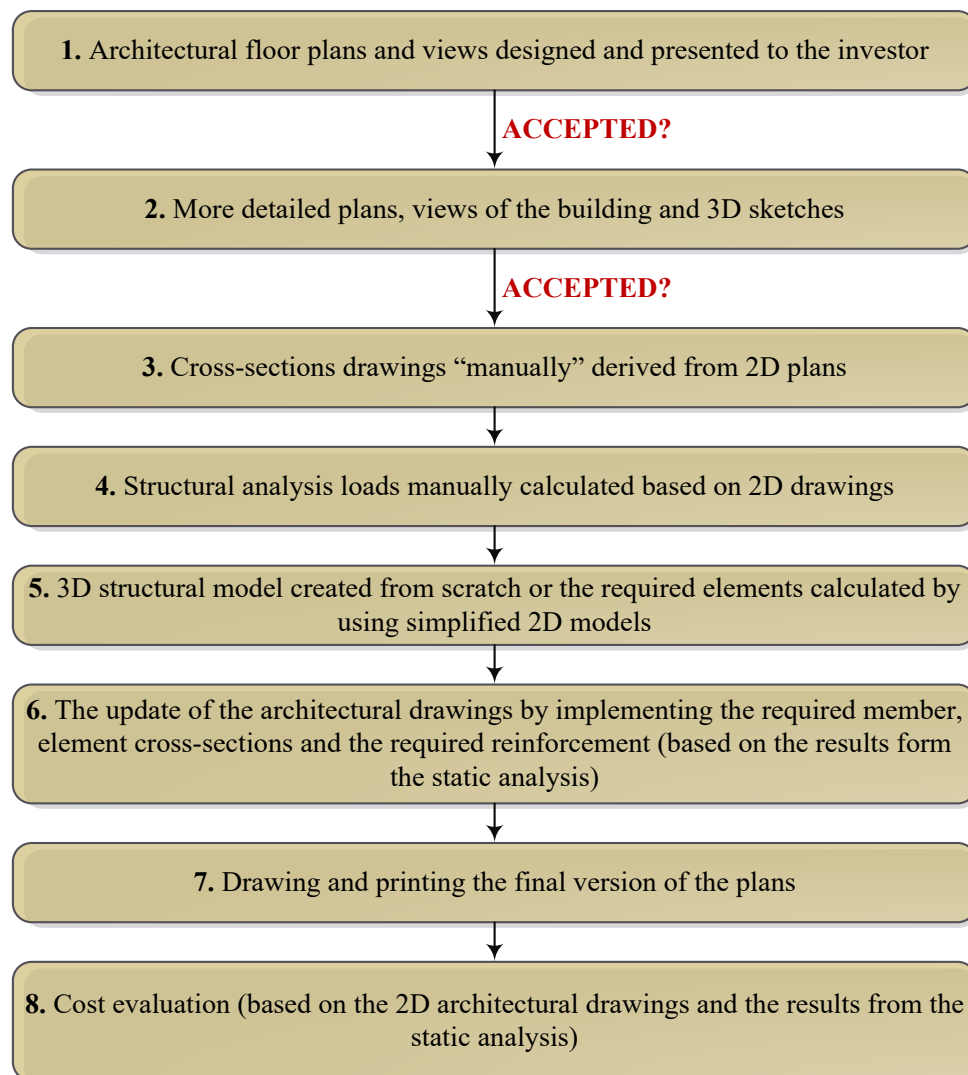 1. Architectural floor plans and views designed and presented to the investor
ACCEPTED?
2. More detailed plans, views of the building and 3D sketches
ACCEPTED?
3. Cross-sections drawings “manually” derived from 2D plans
4. Structural analysis loads manually calculated based on 2D drawings
5. 3D structural model created from scratch or the required elements calculated by
using simplified 2D models
6. The update of the architectural drawings by implementing the required member,
element cross-sections and the required reinforcement (based on the results form
the static analysis)
7. Drawing and printing the final version of the plans
8. Cost evaluation (based on the 2D architectural drawings and the results from the
static analysis)